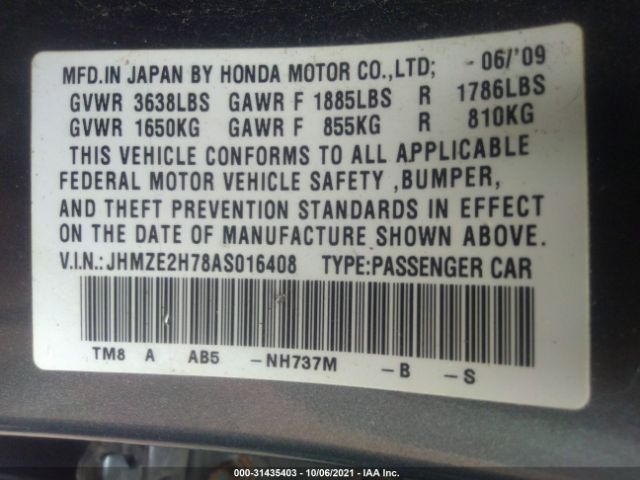 MFD.IN JAPAN BY HONDA MOTOR CO.,LTD; - 06/'09
GVWR 3638LBS GAWR F 1885LBS R 1786LBS
GVWR 1650KG GAWR F 855KG R 810KG
THIS VEHICLE CONFORMS TO ALL APPLICABLE
FEDERAL MOTOR VEHICLE SAFETY ,BUMPER,
AND THEFT PREVENTION STANDARDS IN EFFECT
ON THE DATE OF MANUFACTURE SHOWN ABOVE.
V.I.N.:JHMZE2H78AS016408 TYPE:PASSENGER CAR
TM8 A AB5 -NH737M -B -S
000-31435403 - 10/06/2021 - IAA Inc.